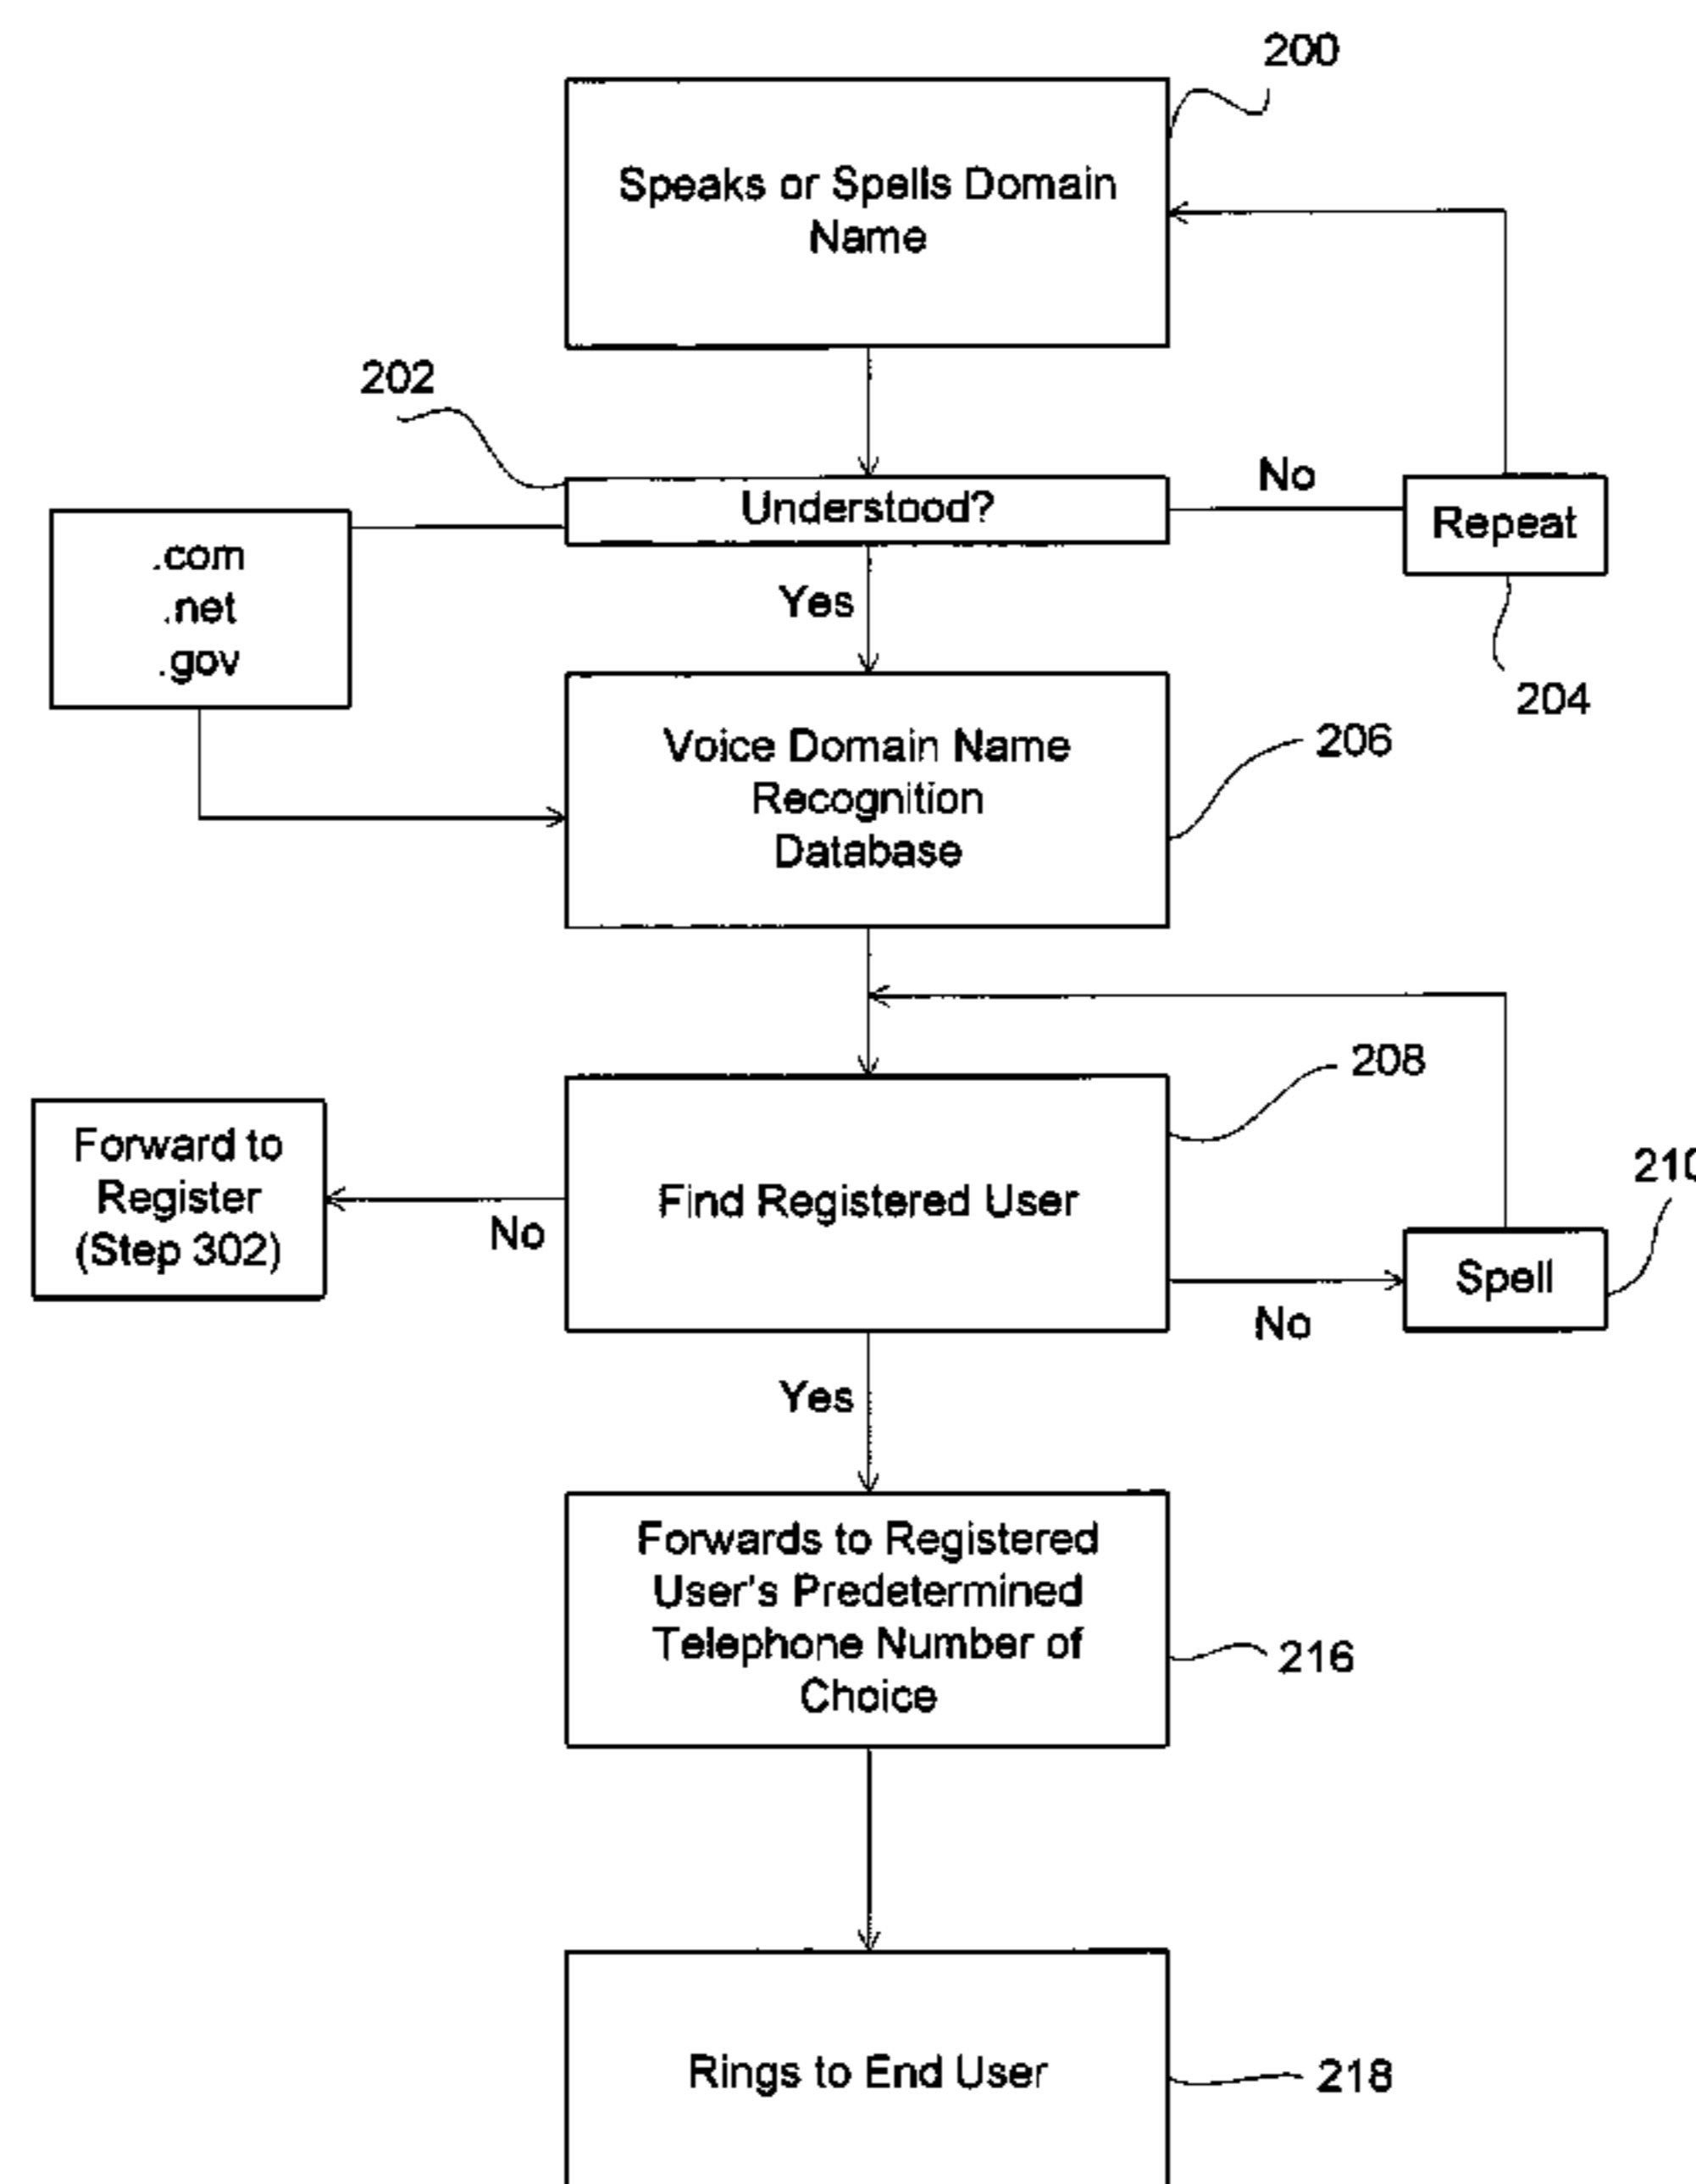 200
Speaks or Spells Domain
Name
202
Understood?
No
Repeat
204
.com
.net
.gov
Yes
Voice Domain Name
Recognition
Database
206
208
Find Registered User
Forward to
Register
(Step 302)
No
210
Spell
No
Yes
Forwards to Registered
User's Predetermined
Telephone Number of
Choice
216
Rings to End User
218